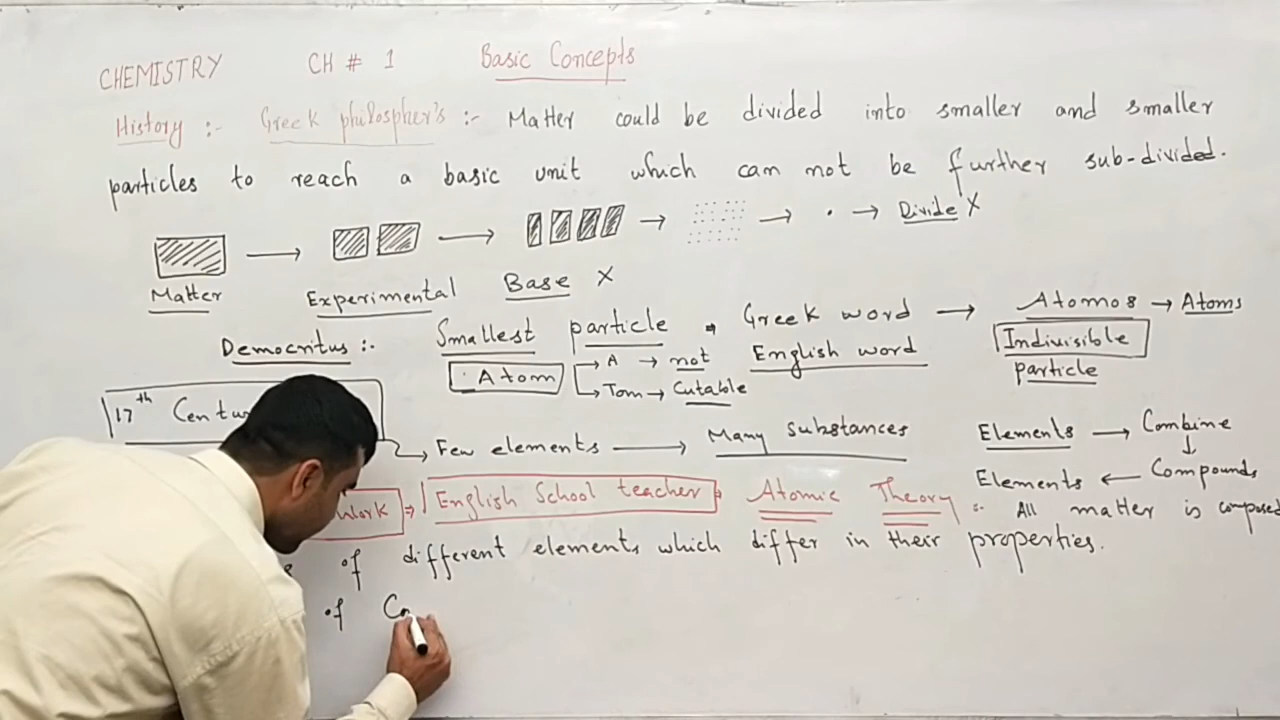 CHEMISTRY CH # 1 Basic Concepts
History :- Greek philospher's :- Matter could be divided into smaller and smaller
particles to reach a basic unit which can not be further sub-divided.
→ → → → . → Divide X
Matter Experimental Base X
Democritus :- Smallest particle Greek word → Atomos → Atoms
Atom A → not English word Indivisible
Tom → Cutable particle
17th Centu
Few elements → Many substances Elements → Combine
↓
Elements ← Compounds
Work ⇒ English School teacher Atomic Theory :- All matter is composed
of different elements which differ in their properties.
of Co